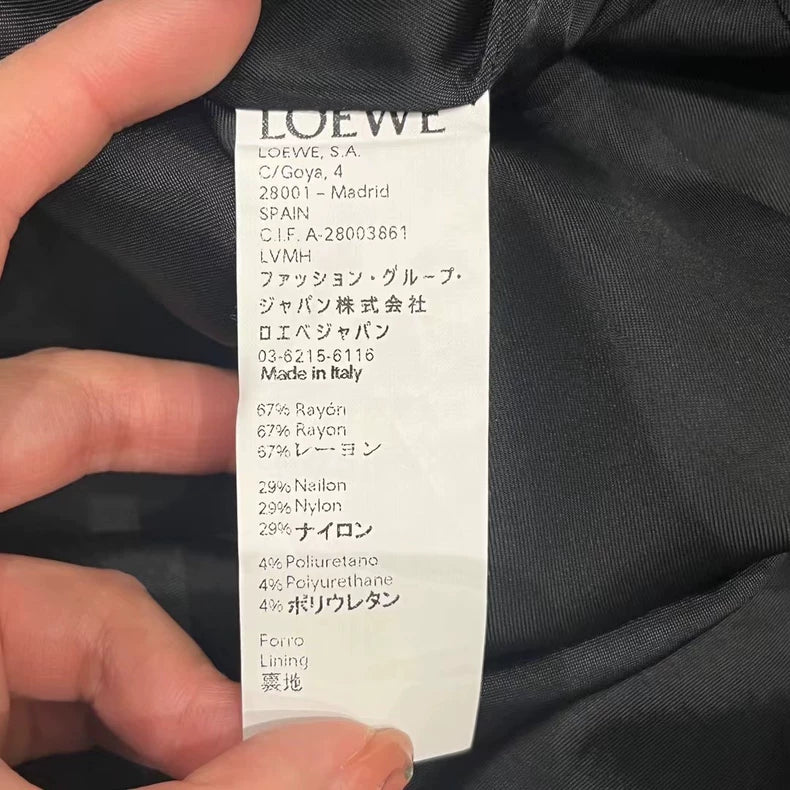 LOEWE
LOEWE, S.A.
C/Goya, 4
28001 – Madrid
SPAIN
C.I.F. A-28003861
LVMH
ファッション・グループ・
ジャパン株式会社
ロエベジャパン
03-6215-6116
Made in Italy
67% Rayón
67% Rayon
67% レーヨン
29% Nailon
29% Nylon
29% ナイロン
4% Poliuretano
4% Polyurethane
4% ポリウレタン
Forro
Lining
裏地